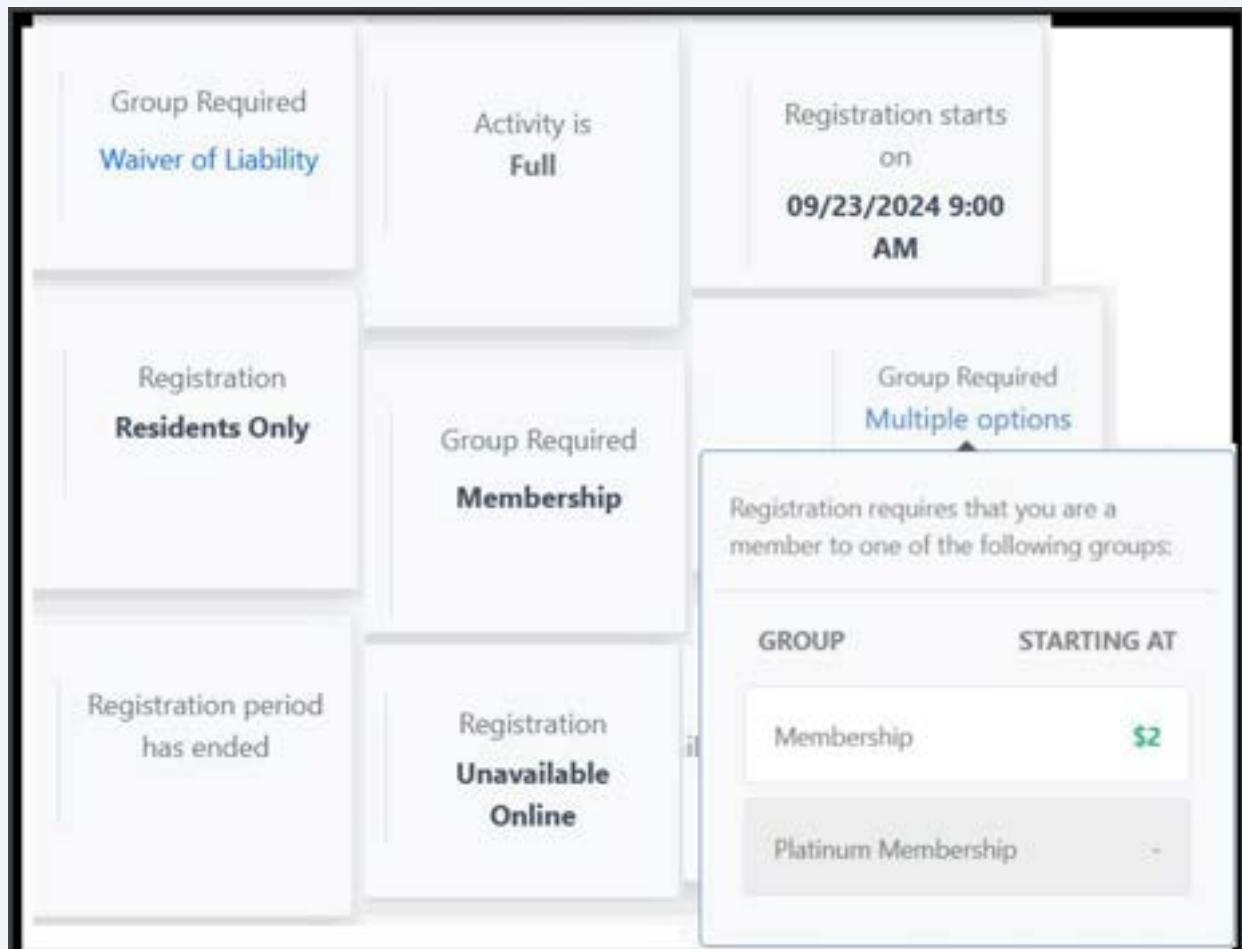 Group Required
Waiver of Liability
Activity is
Full
Registration starts
on
09/23/2024 9:00
AM
Registration
Residents Only
Group Required
Membership
Group Required
Multiple options
Registration requires that you are a
member to one of the following groups:
GROUP STARTING AT
Membership $2
Platinum Membership -
Registration period
has ended
Registration
Unavailable
Online